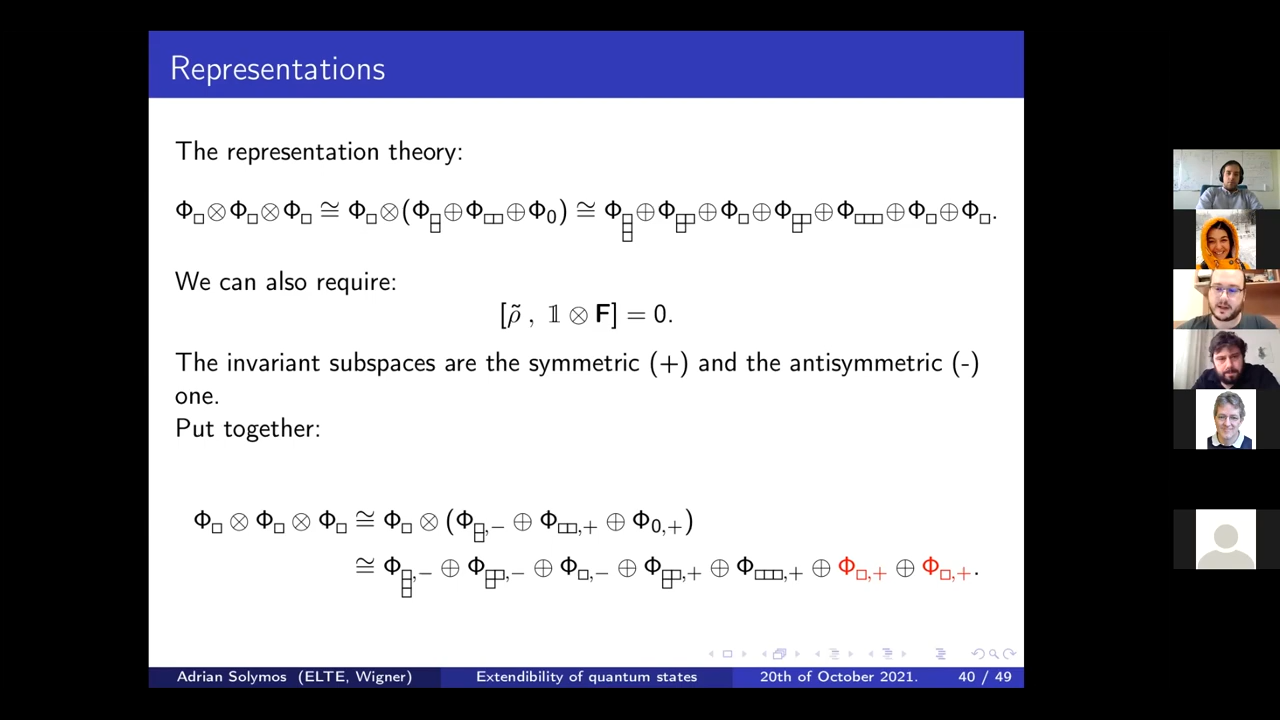 Representations
The representation theory:
Φ□⊗Φ□⊗Φ□ ≅ Φ□⊗(Φ⊟⊕Φ□□⊕Φ0) ≅ Φ⊕Φ⊕Φ□⊕Φ⊕Φ□□□⊕Φ□⊕Φ□.
We can also require:
[ρ̃ , 𝟙 ⊗ F] = 0.
The invariant subspaces are the symmetric (+) and the antisymmetric (-)
one.
Put together:
Φ□ ⊗ Φ□ ⊗ Φ□ ≅ Φ□ ⊗ (Φ⊟,− ⊕ Φ□□,+ ⊕ Φ0,+)
≅ Φ,− ⊕ Φ,− ⊕ Φ□,− ⊕ Φ,+ ⊕ Φ□□□,+ ⊕ Φ□,+ ⊕ Φ□,+.
Adrian Solymos (ELTE, Wigner) Extendibility of quantum states 20th of October 2021. 40 / 49